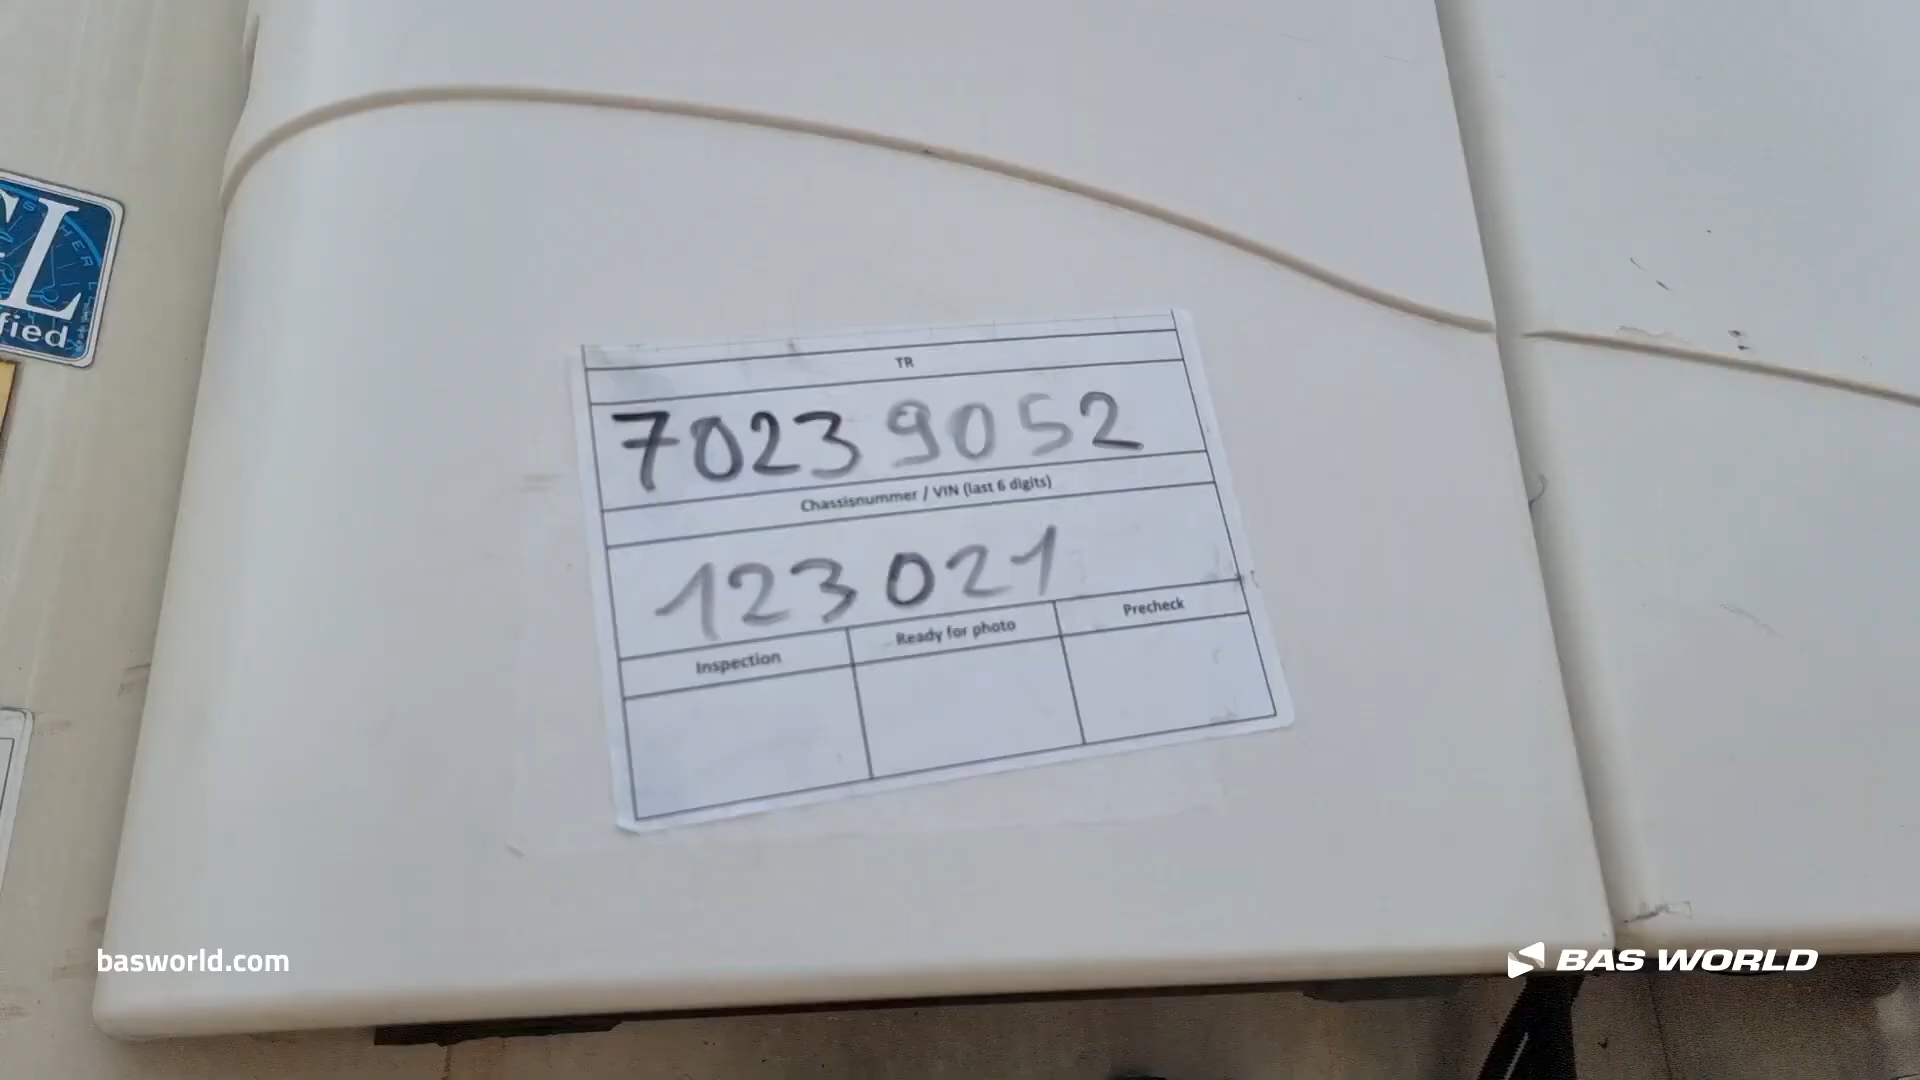 TR
70239052
Chassisnummer / VIN (last 6 digits)
123021
Inspection
Ready for photo
Precheck
basworld.com
BAS WORLD